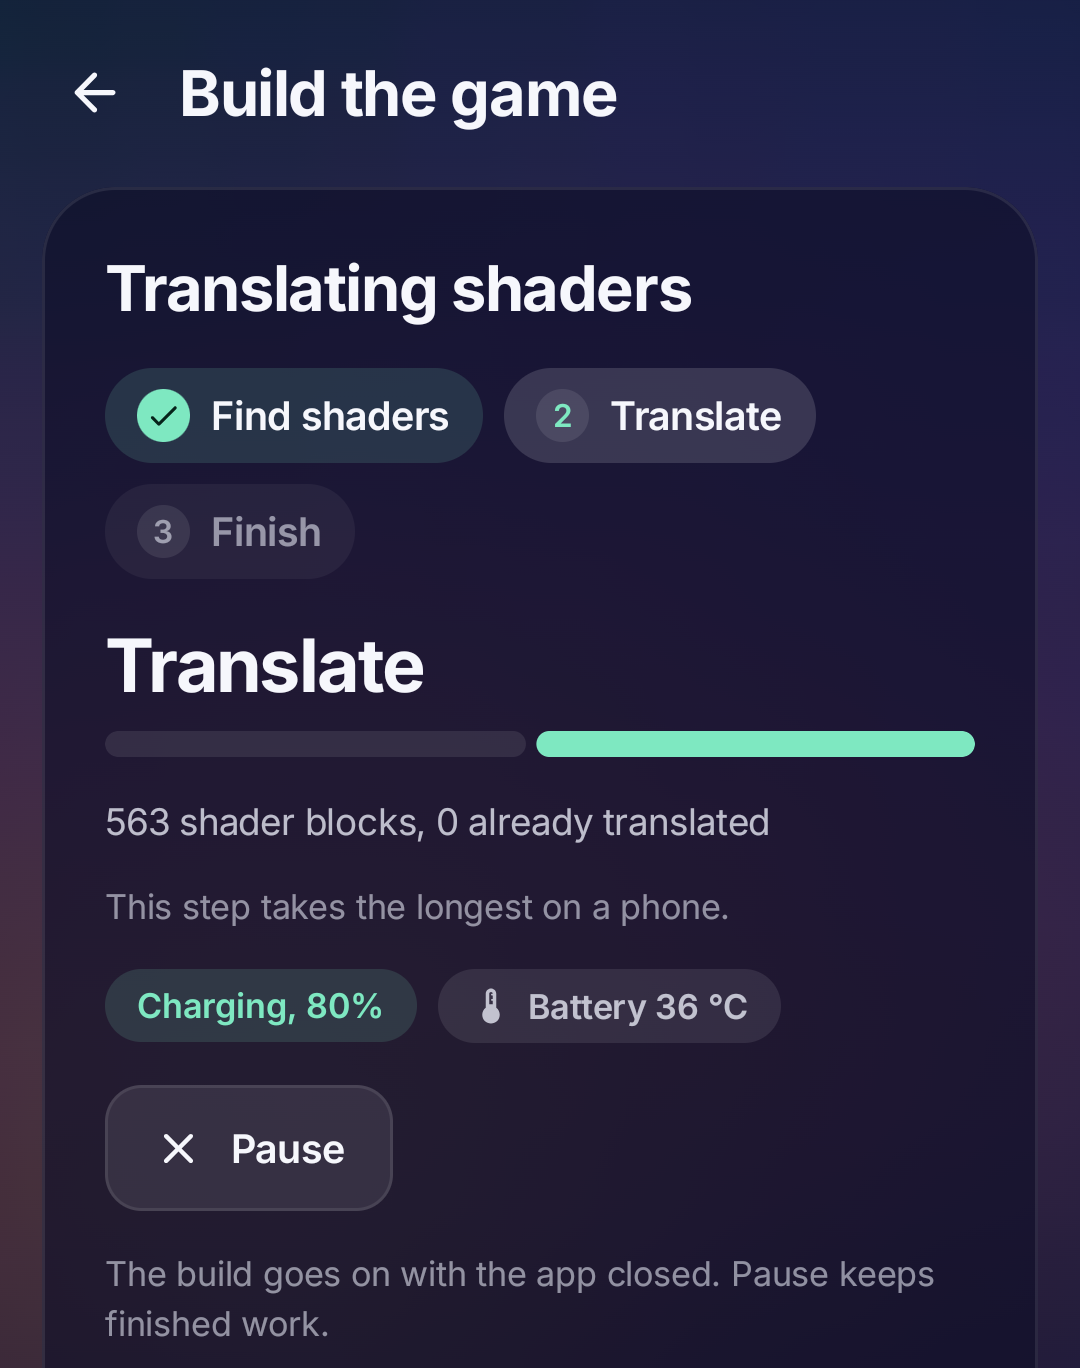 Build the game
Translating shaders
Find shaders
2 Translate
3 Finish
Translate
563 shader blocks, 0 already translated
This step takes the longest on a phone.
Charging, 80%
Battery 36 °C
Pause
The build goes on with the app closed. Pause keeps
finished work.